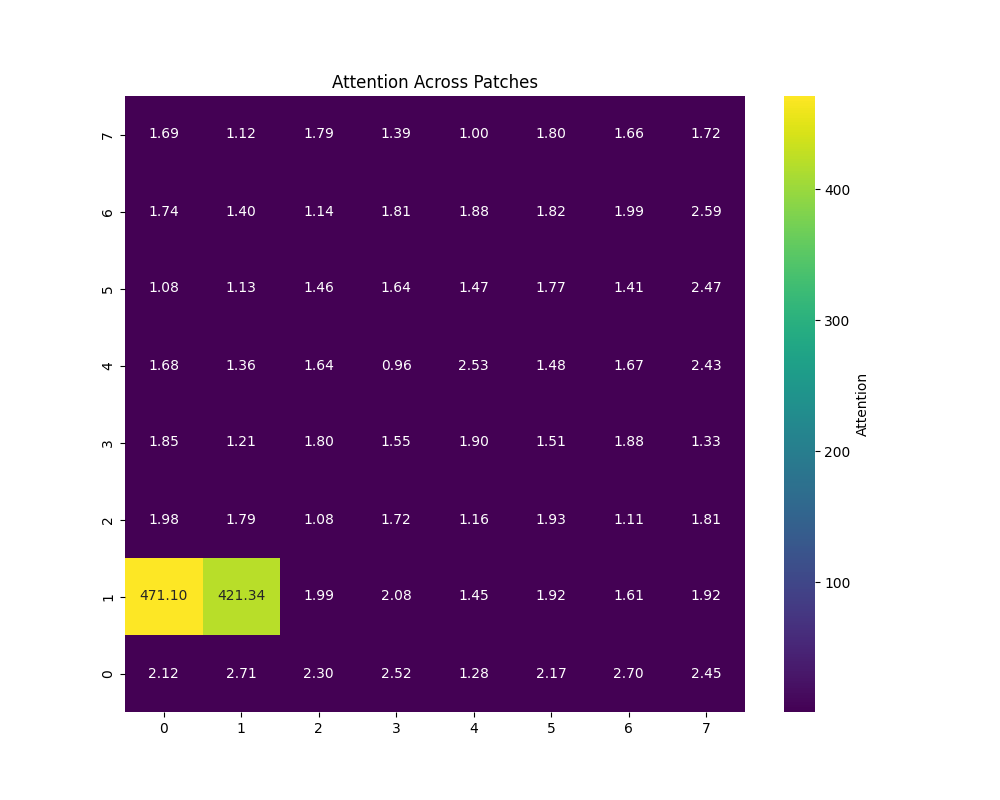 Attention Across Patches
7 1.69 1.12 1.79 1.39 1.00 1.80 1.66 1.72
6 1.74 1.40 1.14 1.81 1.88 1.82 1.99 2.59
5 1.08 1.13 1.46 1.64 1.47 1.77 1.41 2.47
4 1.68 1.36 1.64 0.96 2.53 1.48 1.67 2.43
3 1.85 1.21 1.80 1.55 1.90 1.51 1.88 1.33
2 1.98 1.79 1.08 1.72 1.16 1.93 1.11 1.81
1 471.10 421.34 1.99 2.08 1.45 1.92 1.61 1.92
0 2.12 2.71 2.30 2.52 1.28 2.17 2.70 2.45
0 1 2 3 4 5 6 7
400
300
200
100
Attention